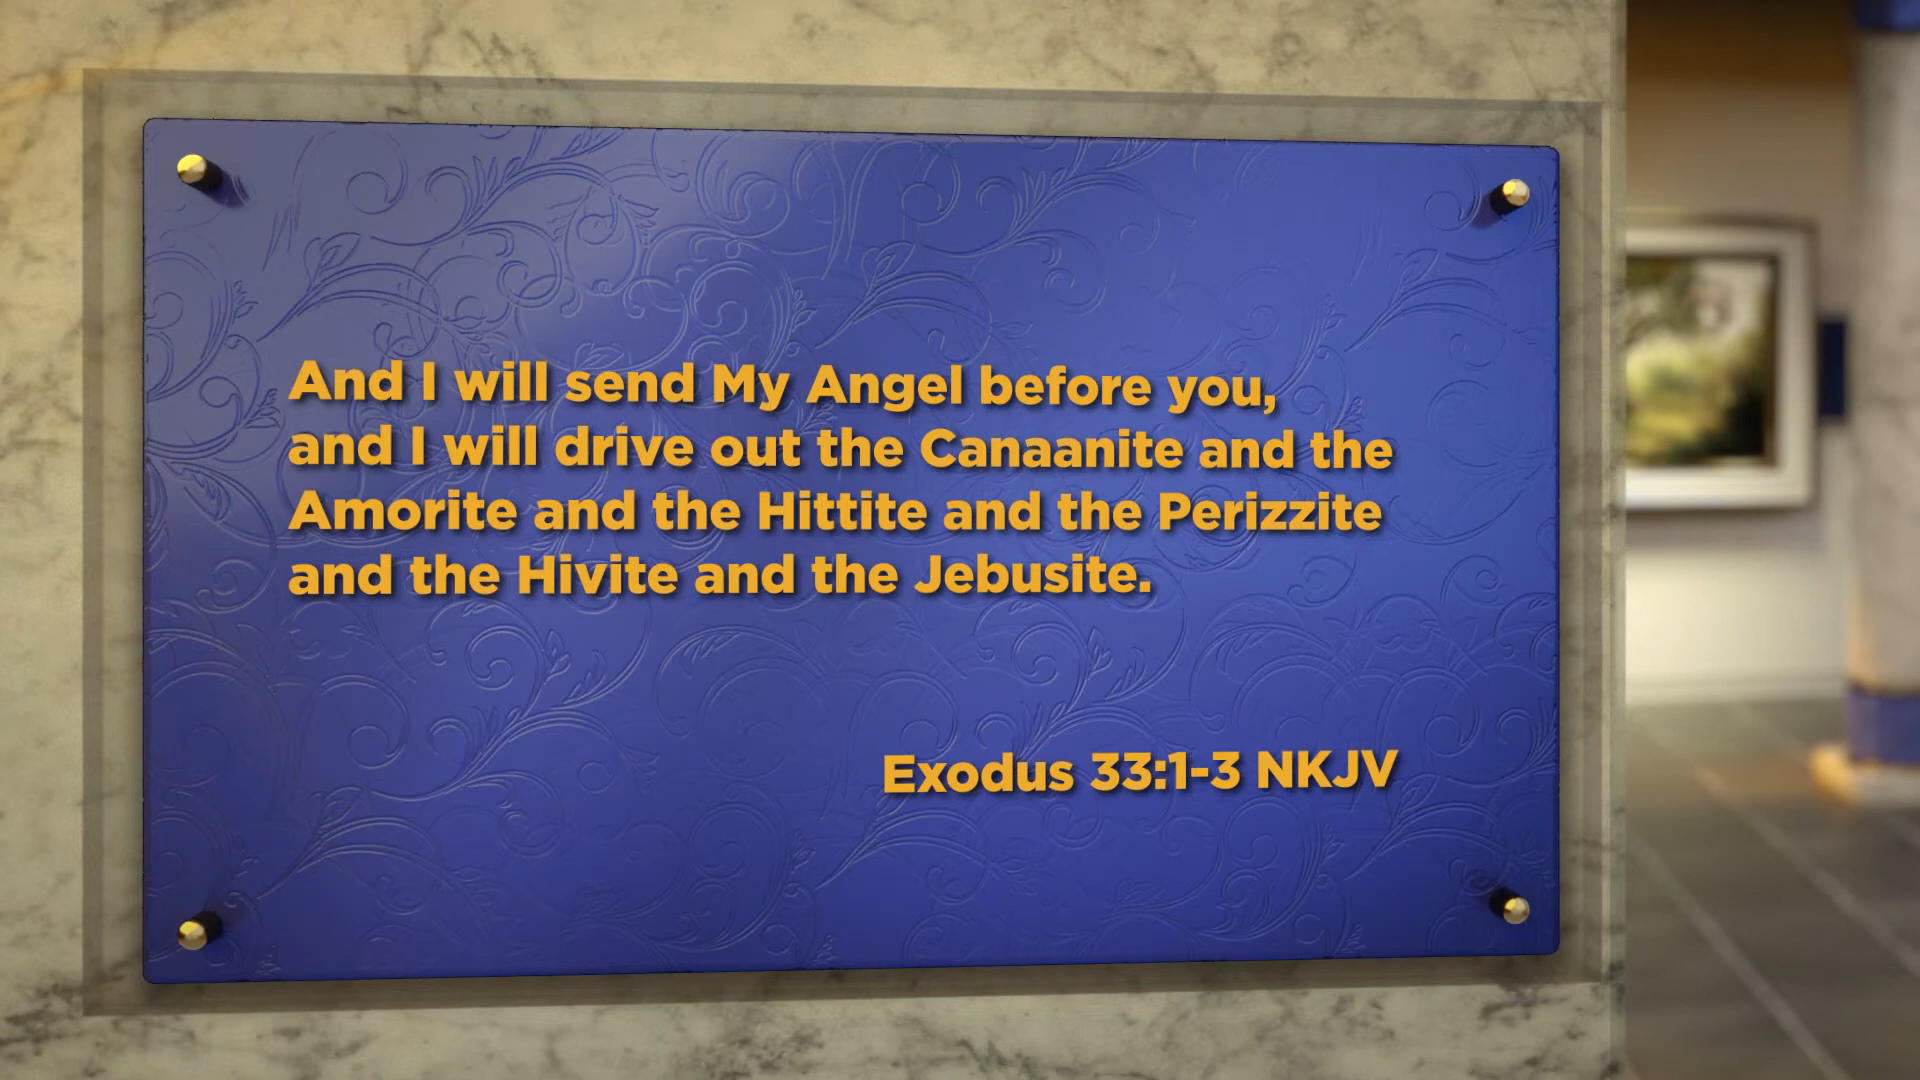 And I will send My Angel before you,
and I will drive out the Canaanite and the
Amorite and the Hittite and the Perizzite
and the Hivite and the Jebusite.
Exodus 33:1-3 NKJV